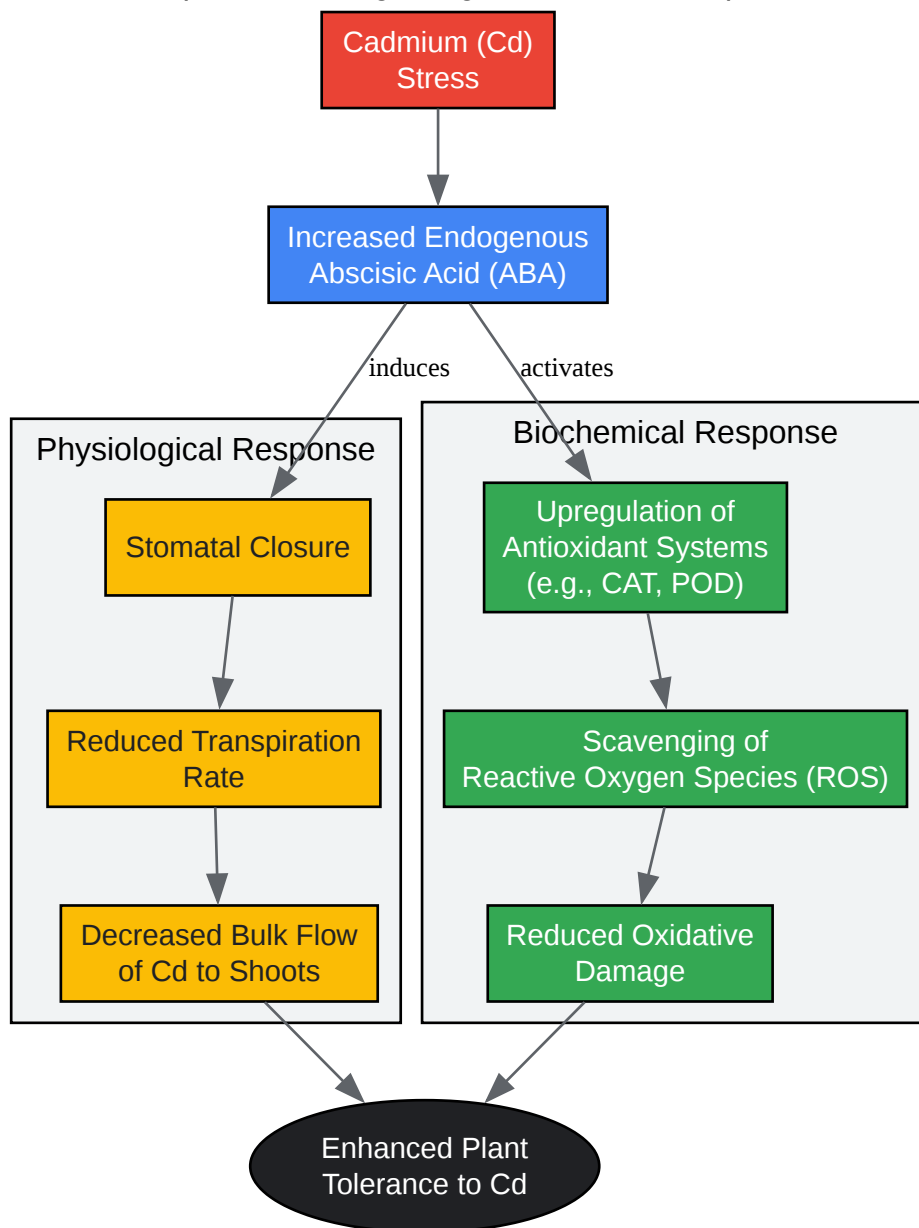 Cadmium (Cd)
Stress
Increased Endogenous
Abscisic Acid (ABA)
induces
activates
Physiological Response
Stomatal Closure
Reduced Transpiration
Rate
Decreased Bulk Flow
of Cd to Shoots
Biochemical Response
Upregulation of
Antioxidant Systems
(e.g., CAT, POD)
Scavenging of
Reactive Oxygen Species (ROS)
Reduced Oxidative
Damage
Enhanced Plant
Tolerance to Cd